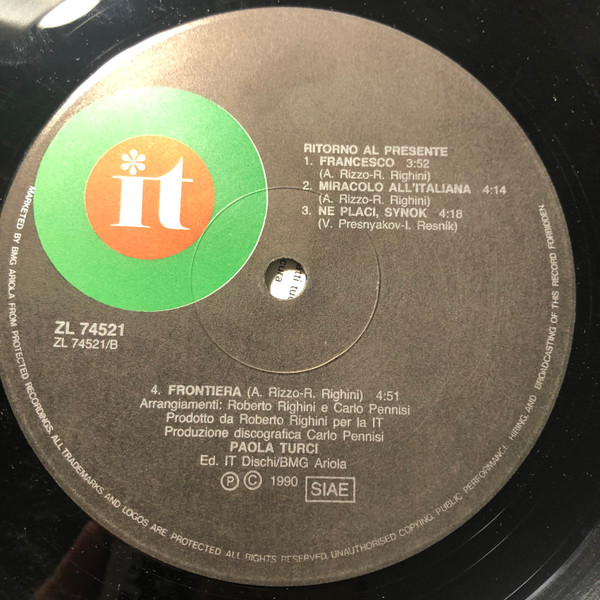 it
RITORNO AL PRESENTE
1. FRANCESCO 3:52
(A. Rizzo-R. Righini)
2. MIRACOLO ALL'ITALIANA 4:14
(A. Rizzo-R. Righini)
3. NE PLACI, SYNOK 4:18
(V. Presnyakov-I. Resnik)
ZL 74521
ZL 74521/B
4. FRONTIERA (A. Rizzo-R. Righini) 4:51
Arrangiamenti: Roberto Righini e Carlo Pennisi
Prodotto da Roberto Righini per la IT
Produzione discografica Carlo Pennisi
PAOLA TURCI
Ed. IT Dischi/BMG Ariola
Ⓟ © 1990 SIAE
MARKETED BY BMG ARIOLA FROM PROTECTED RECORDINGS. ALL TRADEMARKS AND LOGOS ARE PROTECTED. ALL RIGHTS RESERVED. UNAUTHORISED COPYING, PUBLIC PERFORMANCE, HIRING AND BROADCASTING OF THIS RECORD FORBIDDEN